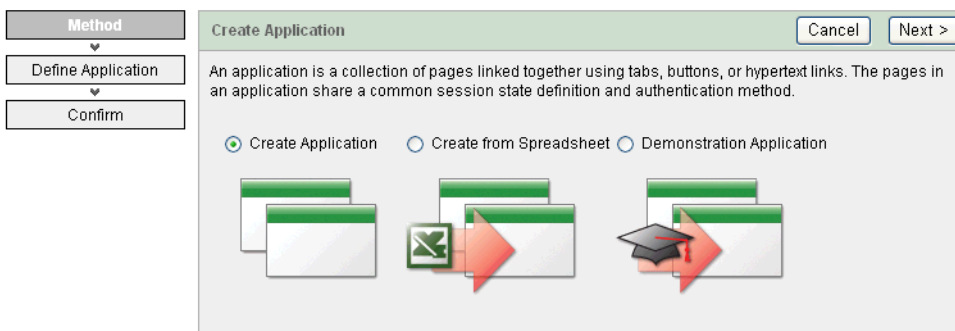 Method
Define Application
Confirm
Create Application
Cancel
Next >
An application is a collection of pages linked together using tabs, buttons, or hypertext links. The pages in
an application share a common session state definition and authentication method.
Create Application
Create from Spreadsheet
Demonstration Application